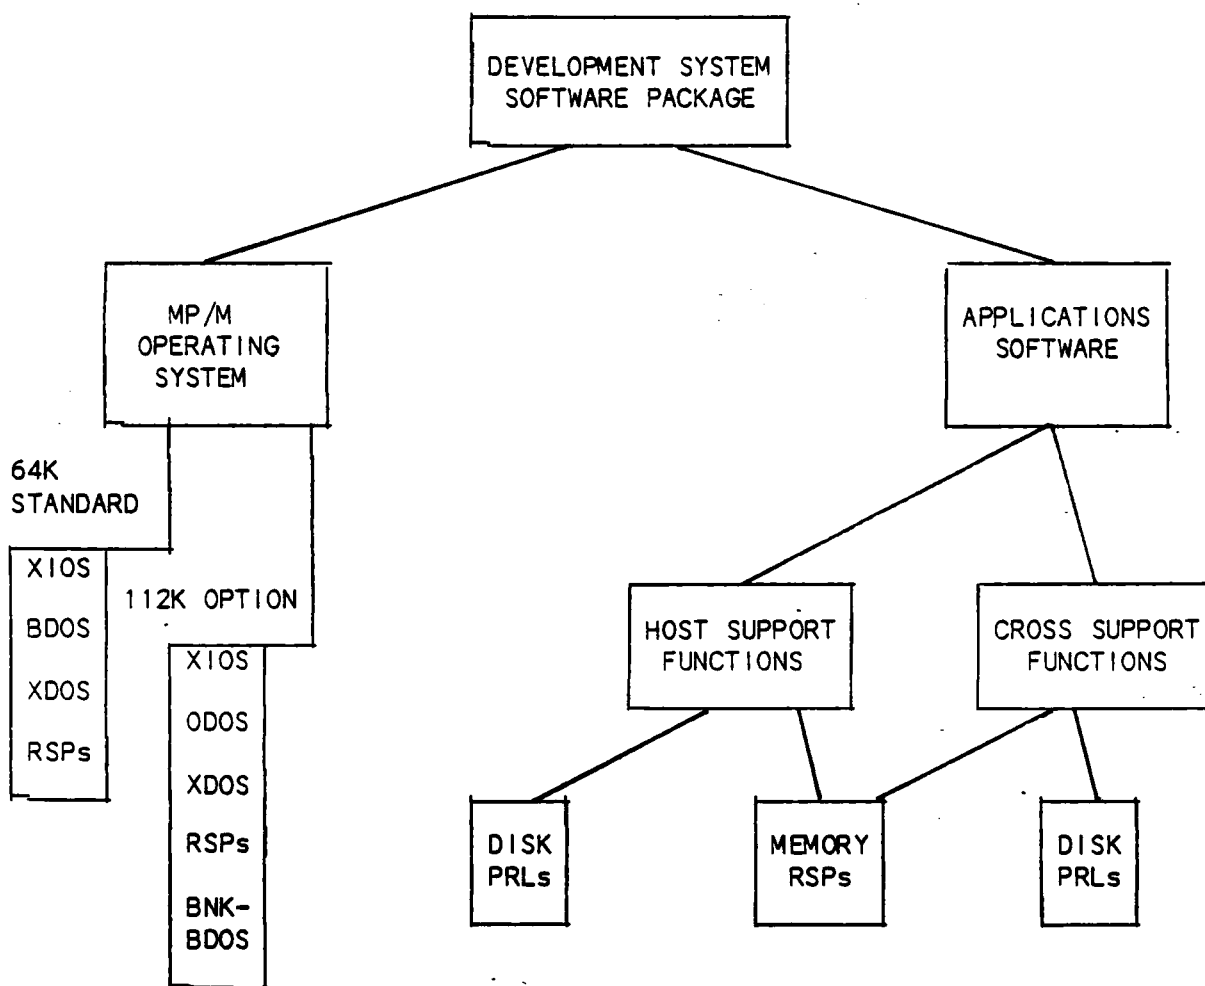 DEVELOPMENT SYSTEM
SOFTWARE PACKAGE
MP/M
OPERATING
SYSTEM
APPLICATIONS
SOFTWARE
64K
STANDARD
XIOS
BDOS
XDOS
RSPs
112K OPTION
XIOS
ODOS
XDOS
RSPs
BNK-
BDOS
HOST SUPPORT
FUNCTIONS
CROSS SUPPORT
FUNCTIONS
DISK
PRLs
MEMORY
RSPs
DISK
PRLs